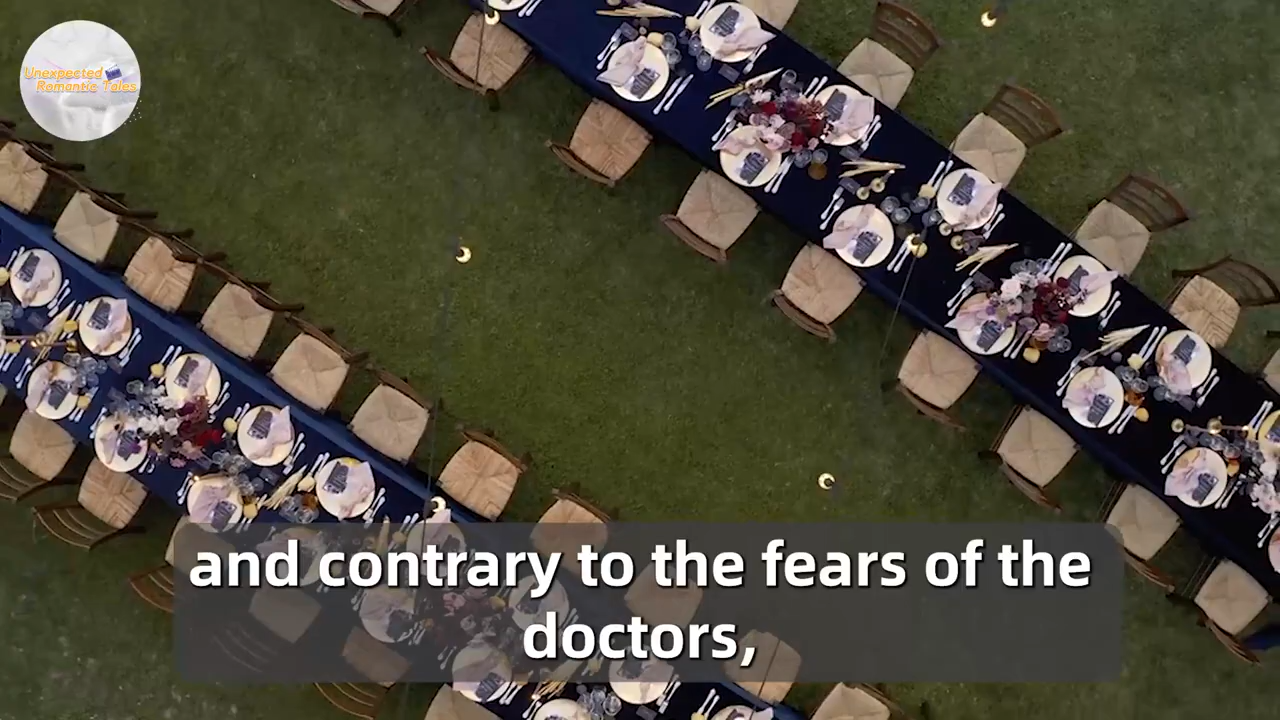 Unexpected
Romantic Tales
and contrary to the fears of the
doctors,